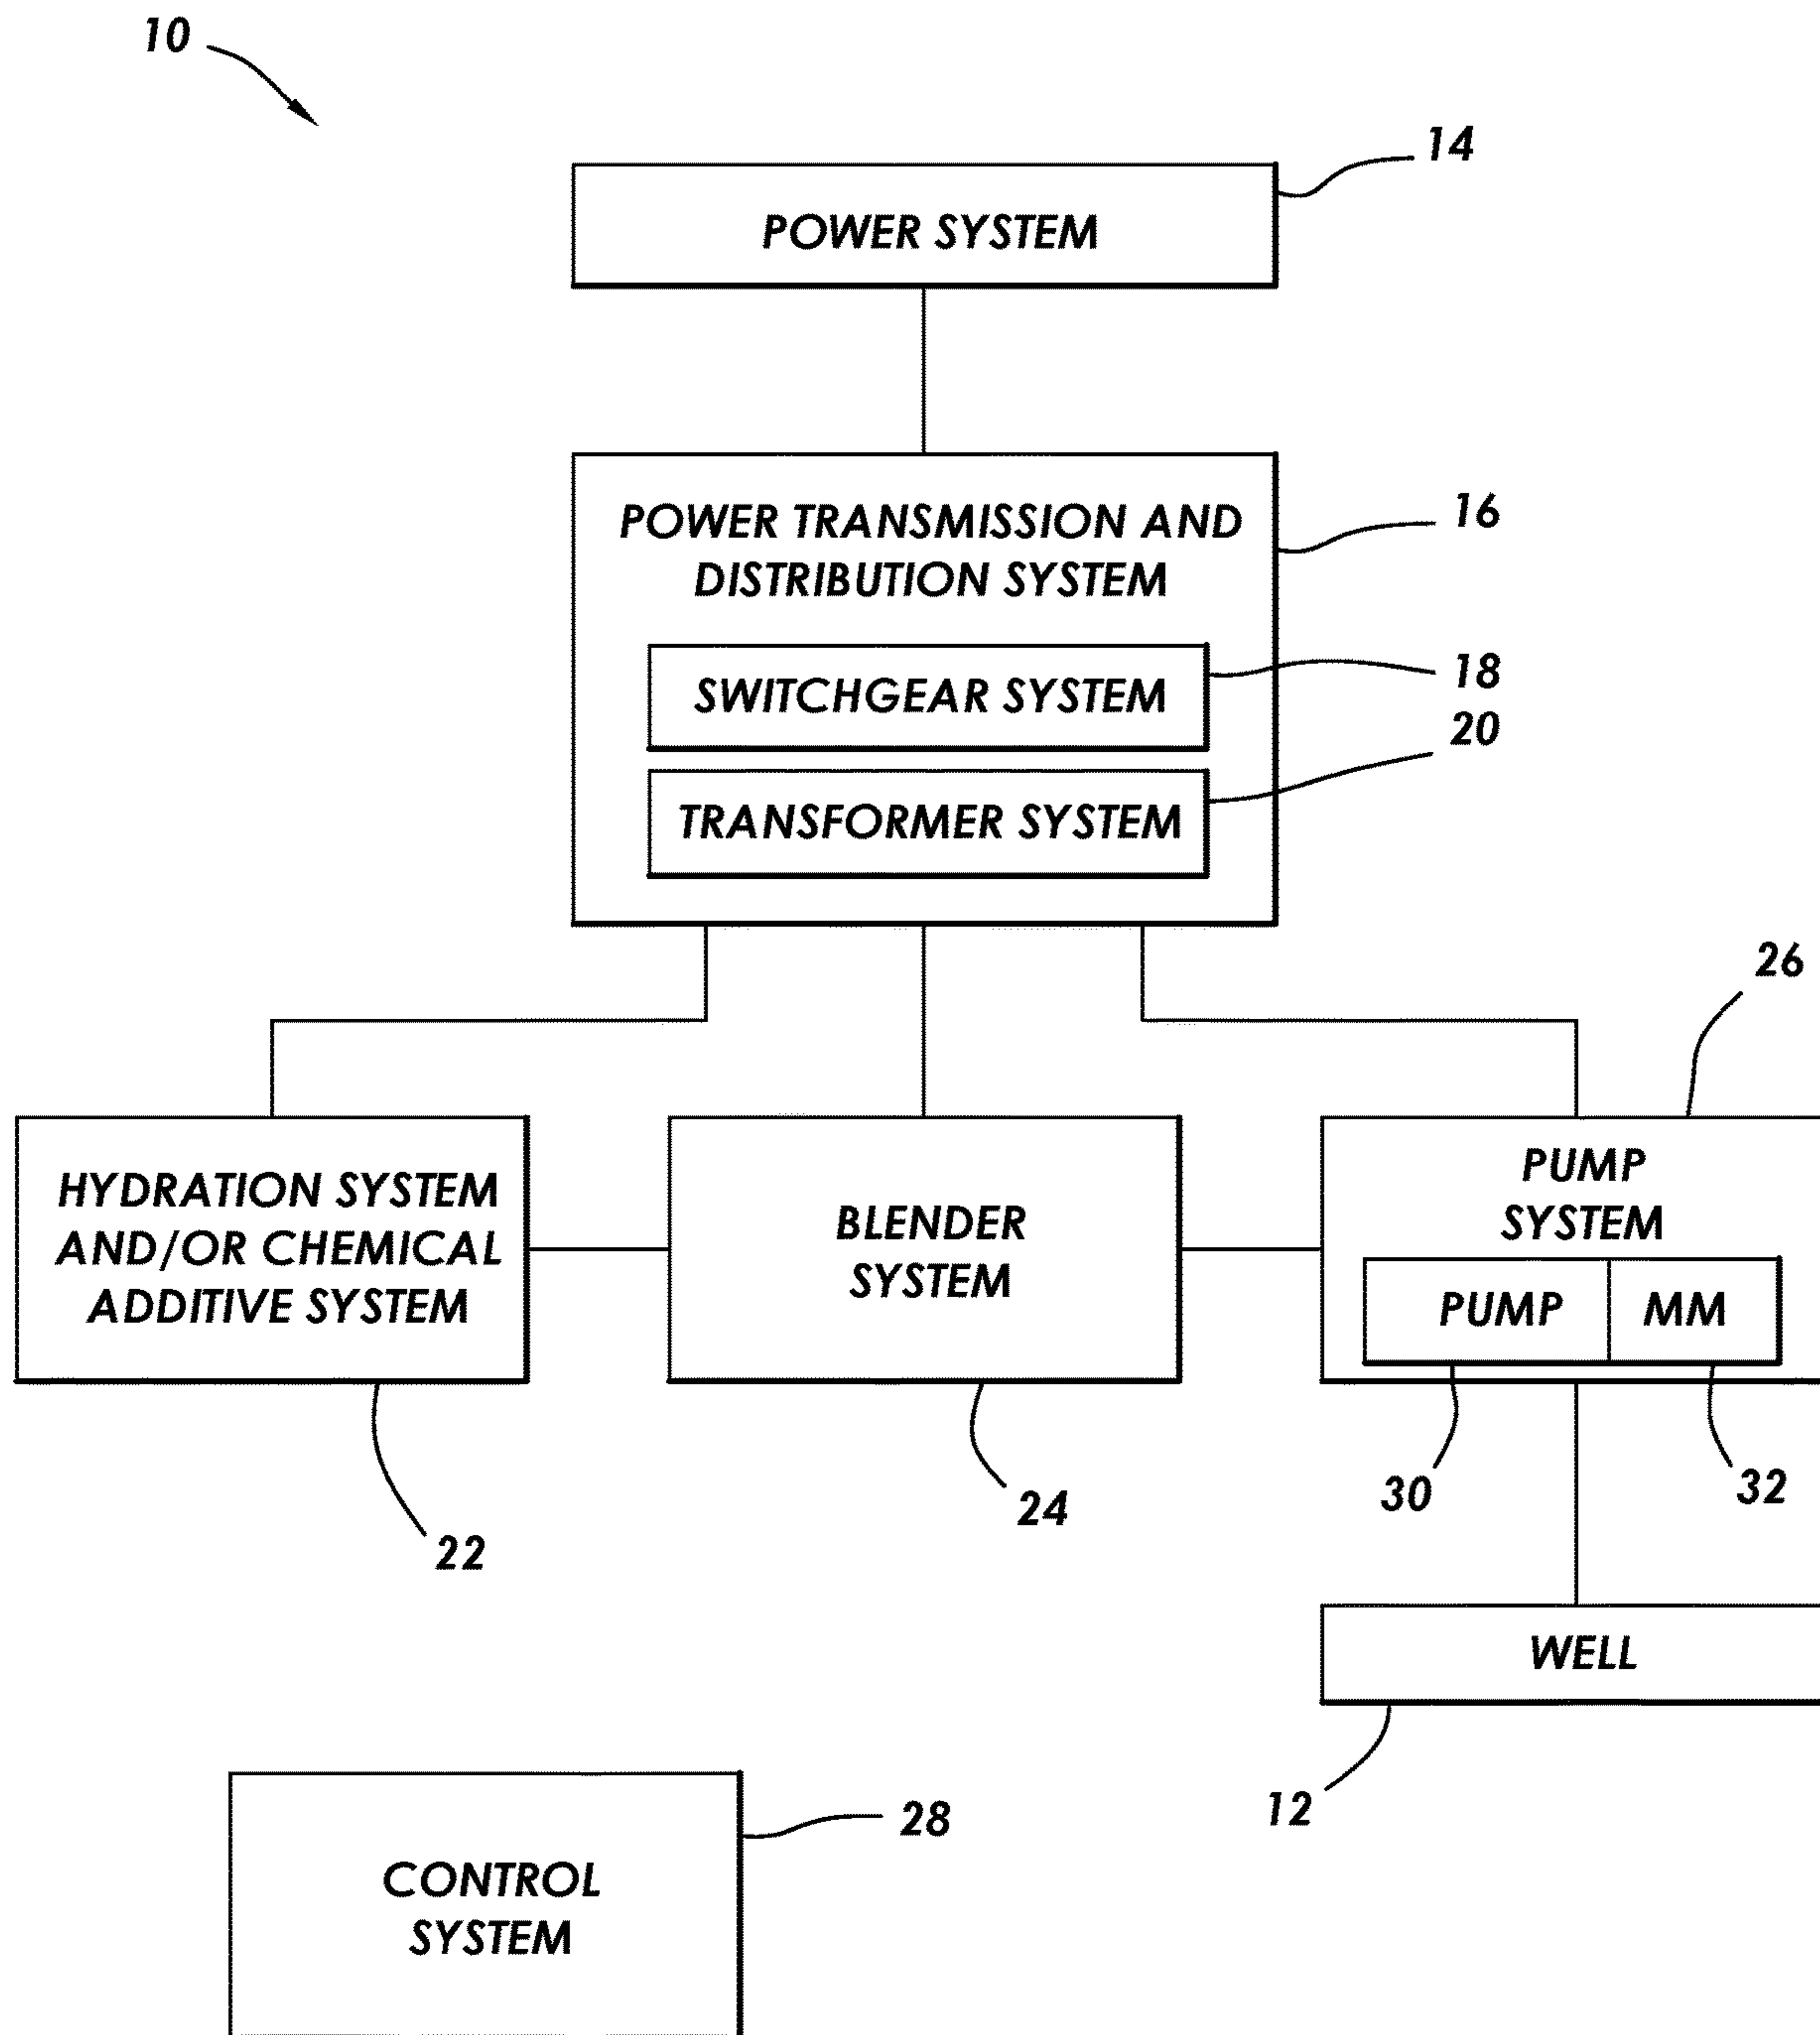 10
14
POWER SYSTEM
POWER TRANSMISSION AND
DISTRIBUTION SYSTEM
16
SWITCHGEAR SYSTEM
18
20
TRANSFORMER SYSTEM
26
HYDRATION SYSTEM
AND/OR CHEMICAL
ADDITIVE SYSTEM
BLENDER
SYSTEM
PUMP
SYSTEM
PUMP
MM
22
24
30
32
WELL
12
28
CONTROL
SYSTEM